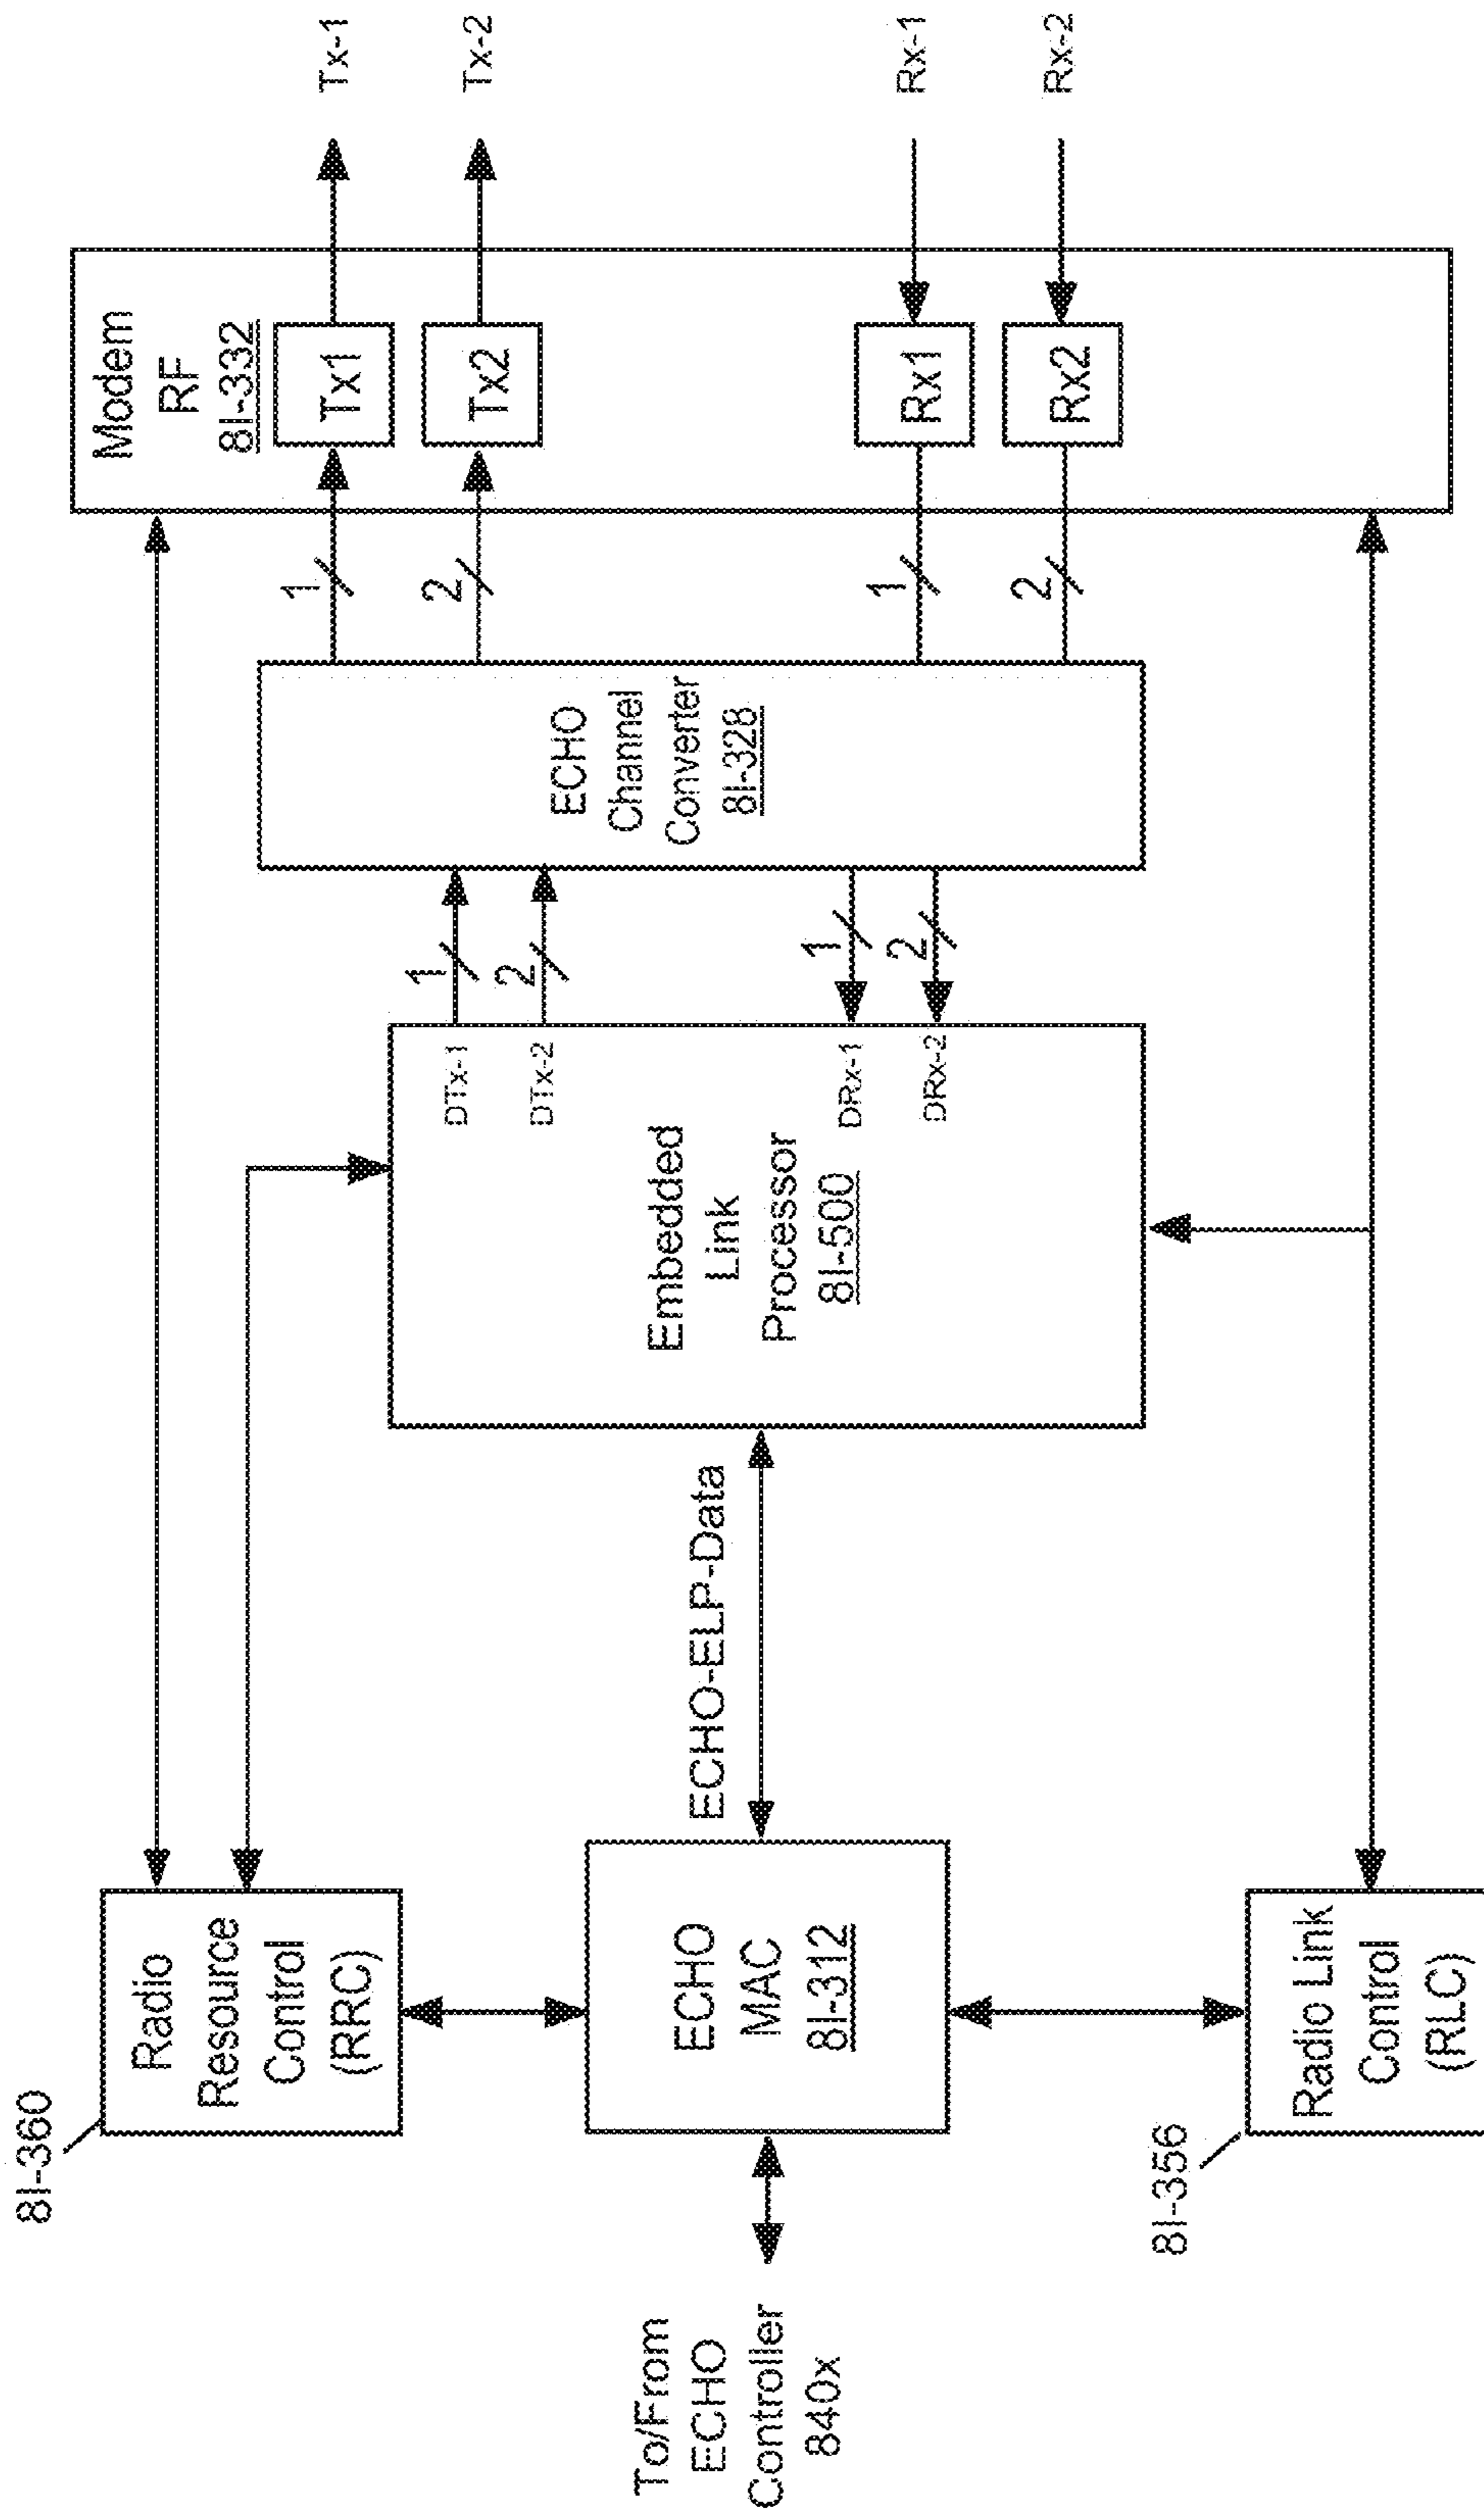 8I-360
Radio
Resource
Control
(RRC)
To/From
ECHO
Controller
840x
ECHO
MAC
8I-312
8I-356
Radio Link
Control
(RLC)
ECHO-ELP-Data
Embedded
Link
Processor
8I-500
DTx-1
DTx-2
DRx-1
DRx-2
1
2
1
2
ECHO
Channel
Converter
8I-328
1
2
1
2
Modem
RF
8I-332
Tx1
Tx2
Rx1
Rx2
Tx-1
Tx-2
Rx-1
Rx-2